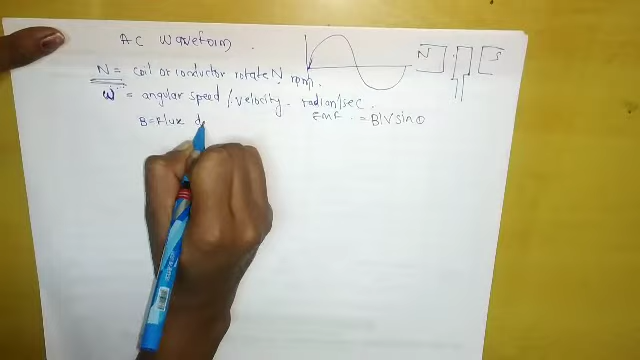 AC Waveform.
N S
N = coil or conductor rotate N rpm.
ω = angular speed / velocity. radian/sec.
EMF. = BlV sin θ
B = Flux d